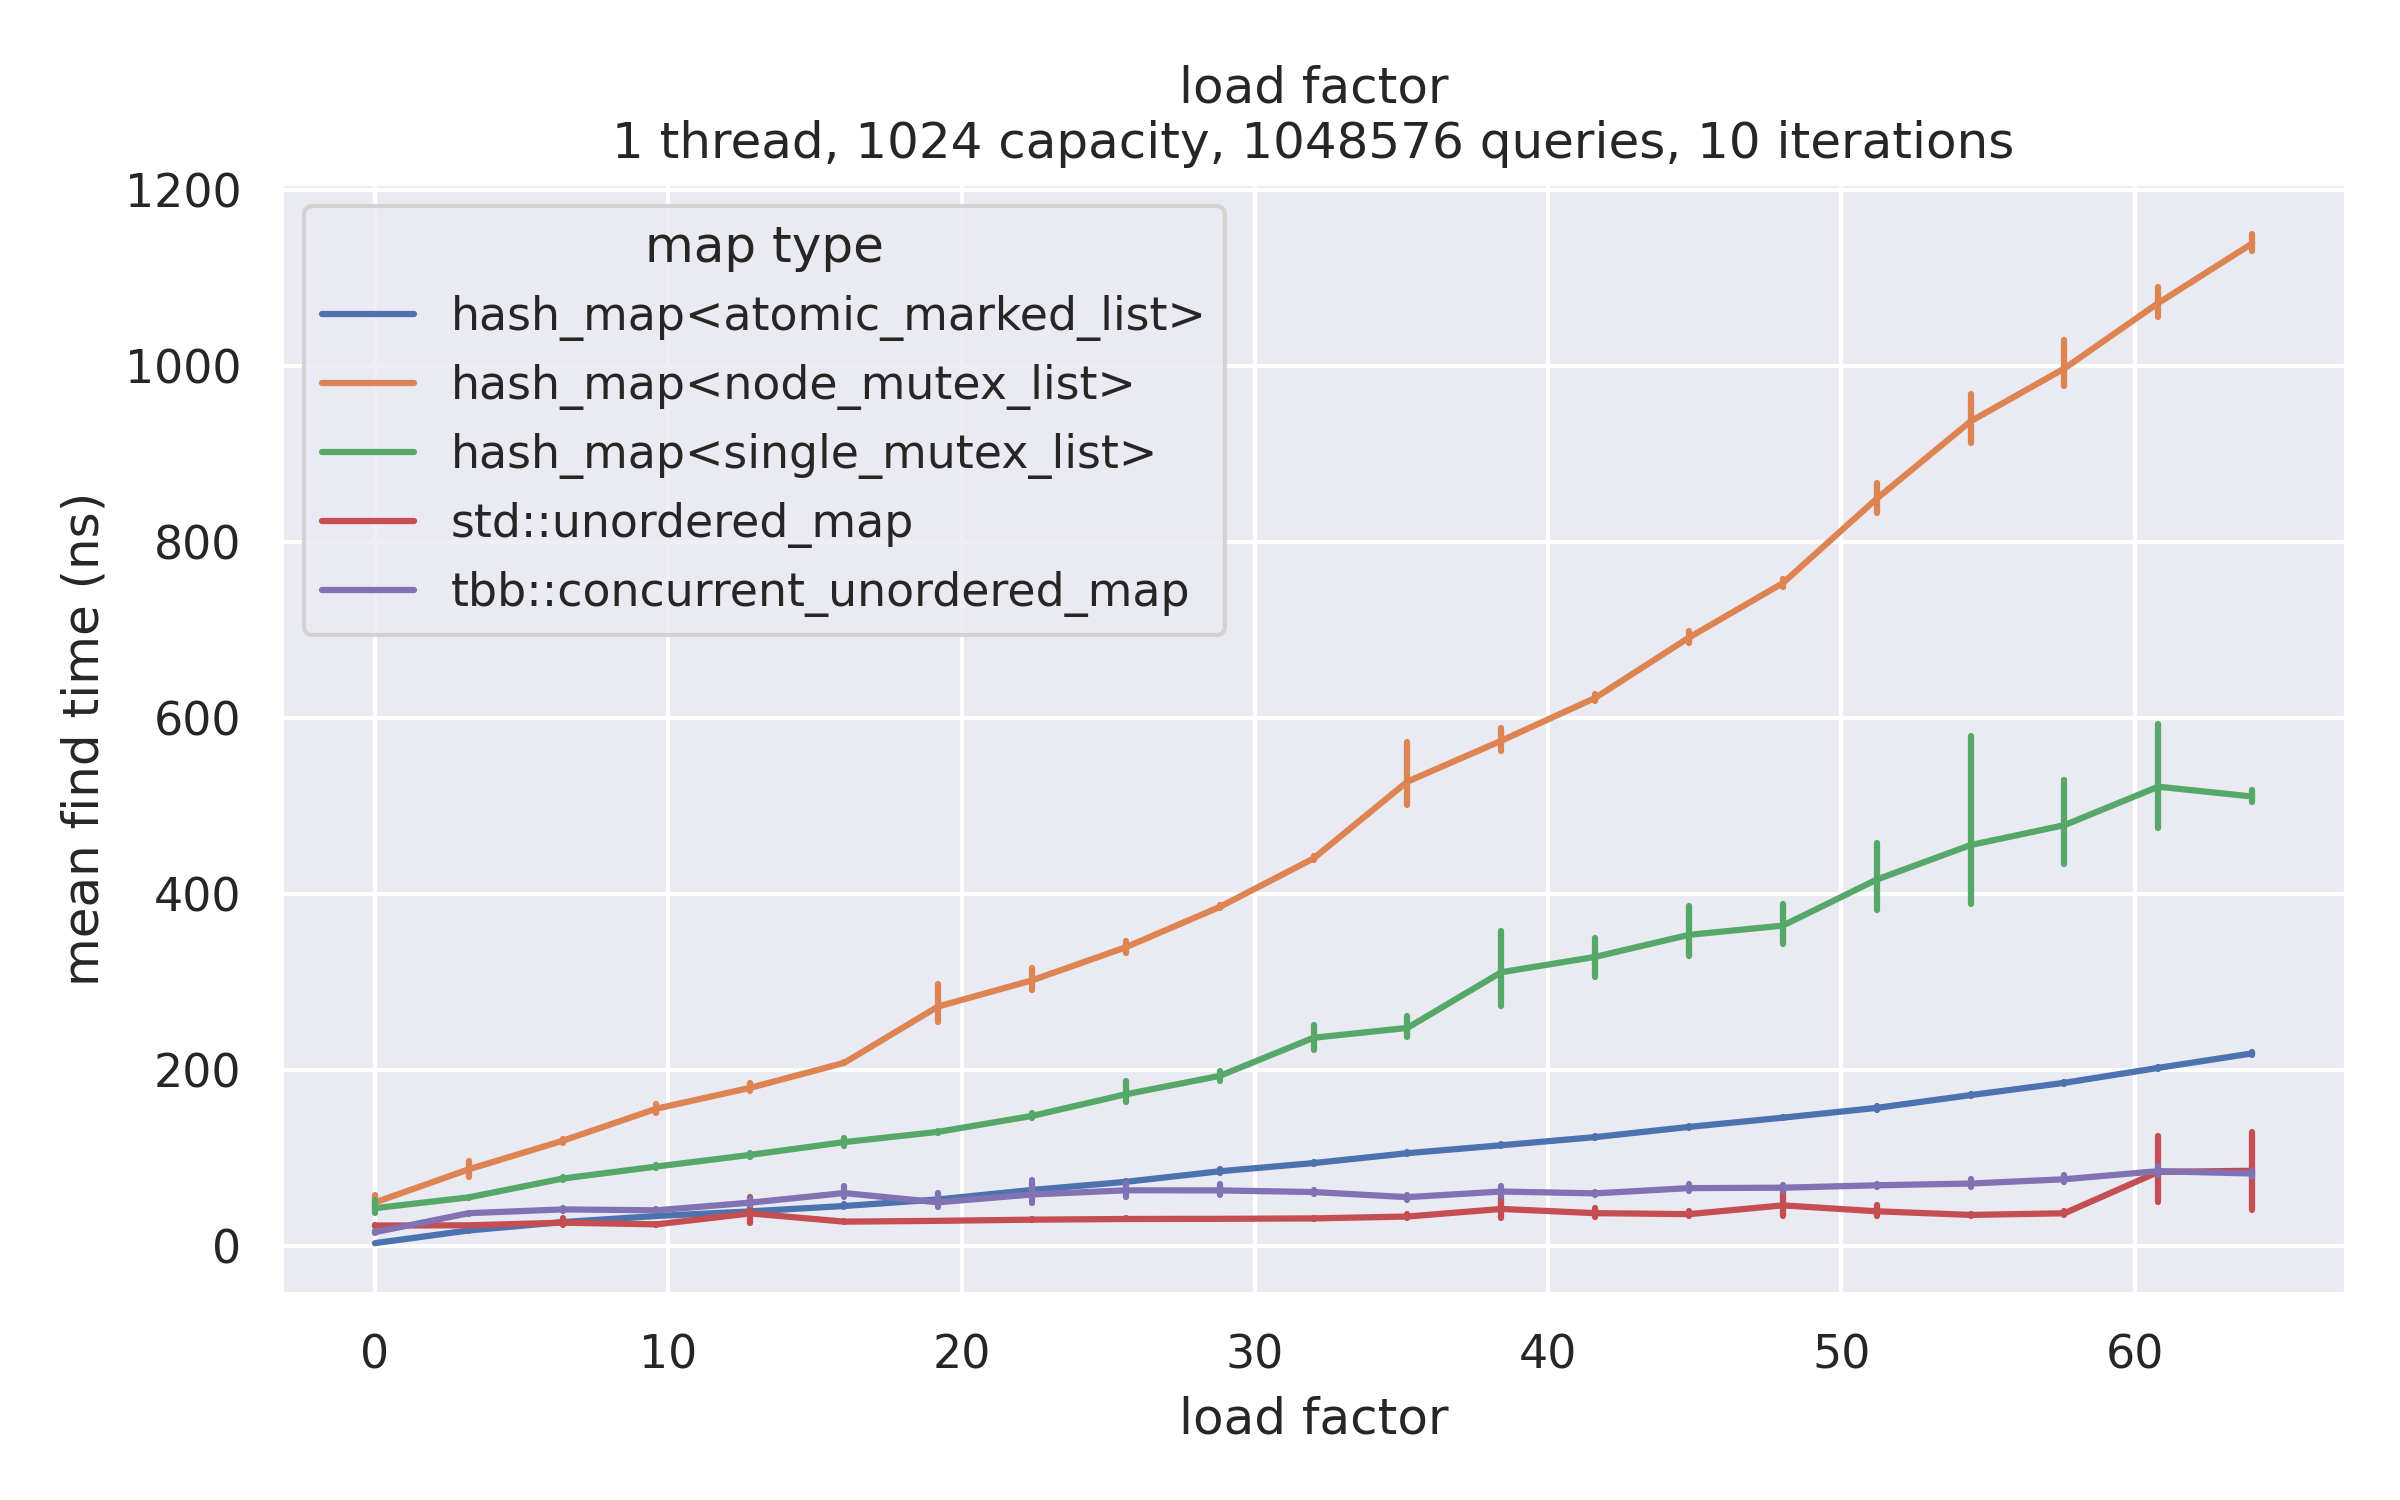 load factor
1 thread, 1024 capacity, 1048576 queries, 10 iterations
1200
1000
800
600
400
200
0
mean find time (ns)
map type
hash_map<atomic_marked_list>
hash_map<node_mutex_list>
hash_map<single_mutex_list>
std::unordered_map
tbb::concurrent_unordered_map
0 10 20 30 40 50 60
load factor